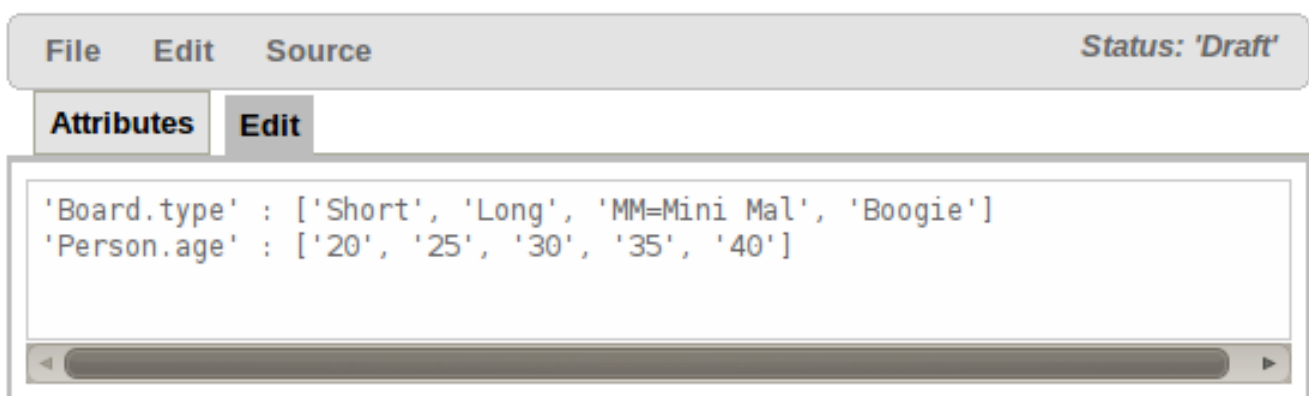 File Edit Source Status: 'Draft'
Attributes Edit
'Board.type' : ['Short', 'Long', 'MM=Mini Mal', 'Boogie']
'Person.age' : ['20', '25', '30', '35', '40']